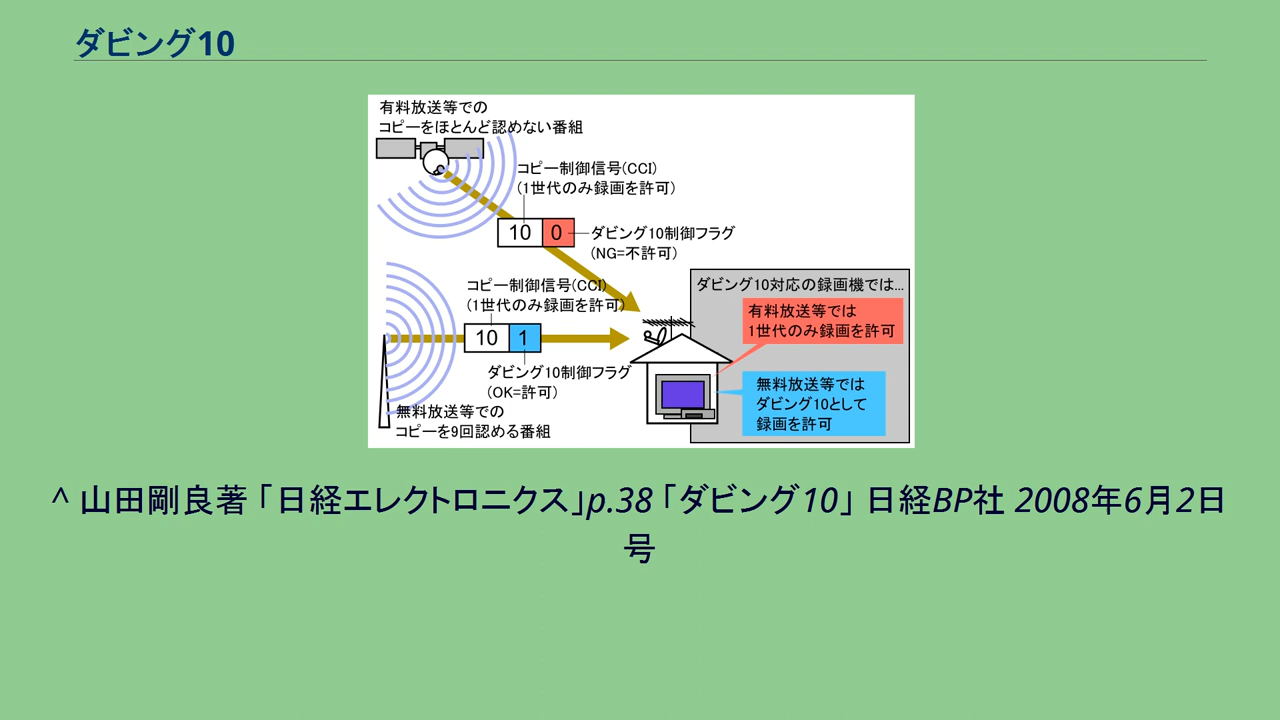 ダビング10
有料放送等での
コピーをほとんど認めない番組
コピー制御信号(CCI)
(1世代のみ録画を許可)
10 0
ダビング10制御フラグ
(NG=不許可)
コピー制御信号(CCI)
(1世代のみ録画を許可)
10 1
ダビング10制御フラグ
(OK=許可)
無料放送等での
コピーを9回認める番組
ダビング10対応の録画機では...
有料放送等では
1世代のみ録画を許可
無料放送等では
ダビング10として
録画を許可
^ 山田剛良著「日経エレクトロニクス」p.38「ダビング10」日経BP社 2008年6月2日
号